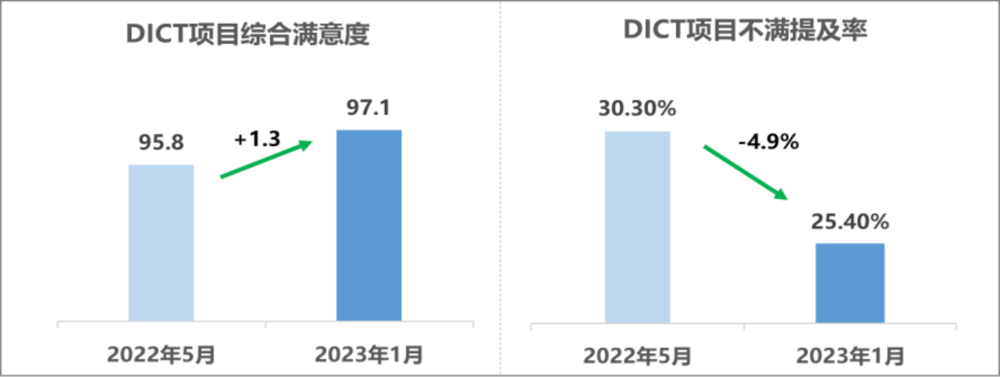 DICT项目综合满意度
97.1
+1.3
95.8
2022年5月
2023年1月
DICT项目不满提及率
30.30%
-4.9%
25.40%
2022年5月
2023年1月